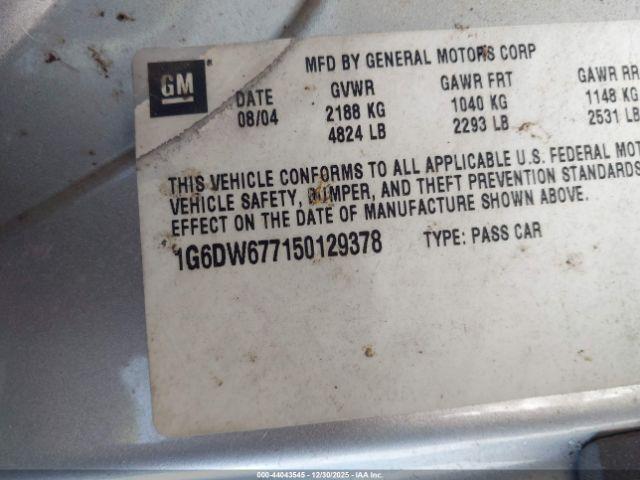 GM®
MFD BY GENERAL MOTORS CORP
DATE GVWR GAWR FRT GAWR RR
08/04 2188 KG 1040 KG 1148 KG
4824 LB 2293 LB 2531 LB
THIS VEHICLE CONFORMS TO ALL APPLICABLE U.S. FEDERAL MOT
VEHICLE SAFETY, BUMPER, AND THEFT PREVENTION STANDARDS
EFFECT ON THE DATE OF MANUFACTURE SHOWN ABOVE.
1G6DW677150129378 TYPE: PASS CAR
000-44043545 - 12/30/2025 - IAA Inc.